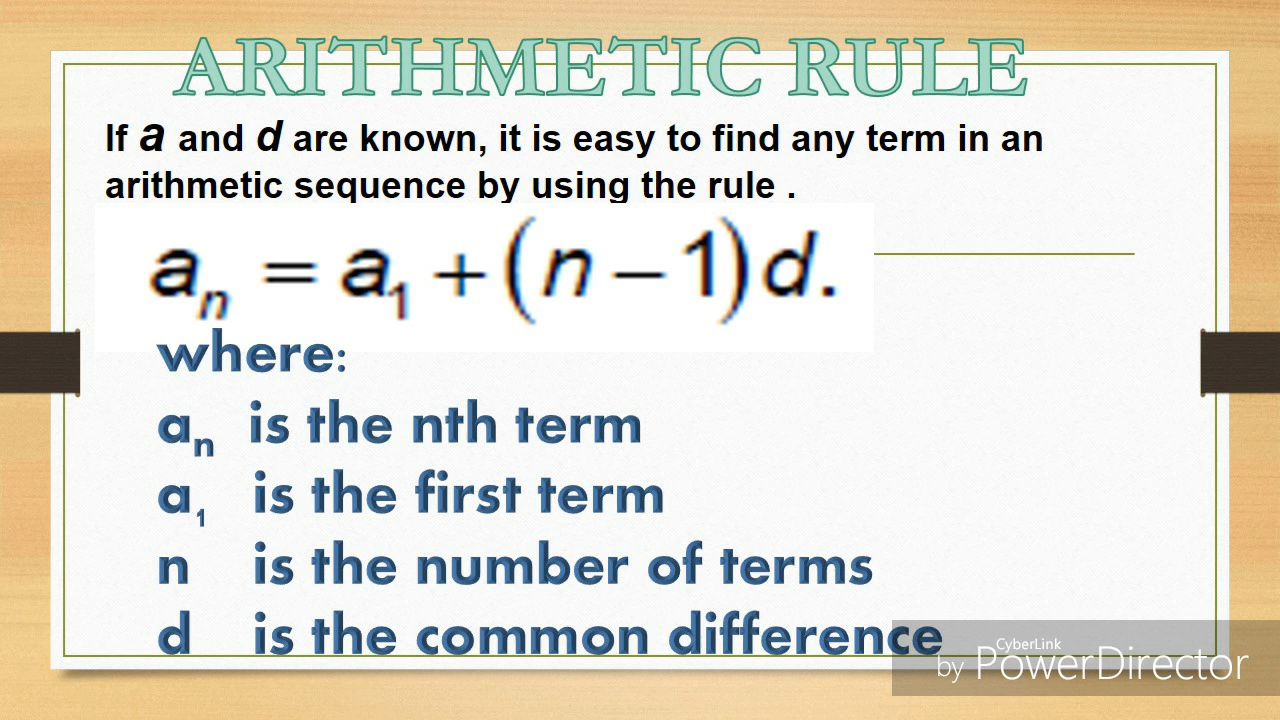 ARITHMETIC RULE
If a and d are known, it is easy to find any term in an
arithmetic sequence by using the rule .
aₙ = a₁ + (n − 1)d.
where:
aₙ is the nth term
a₁ is the first term
n is the number of terms
d is the common difference
CyberLink
by PowerDirector